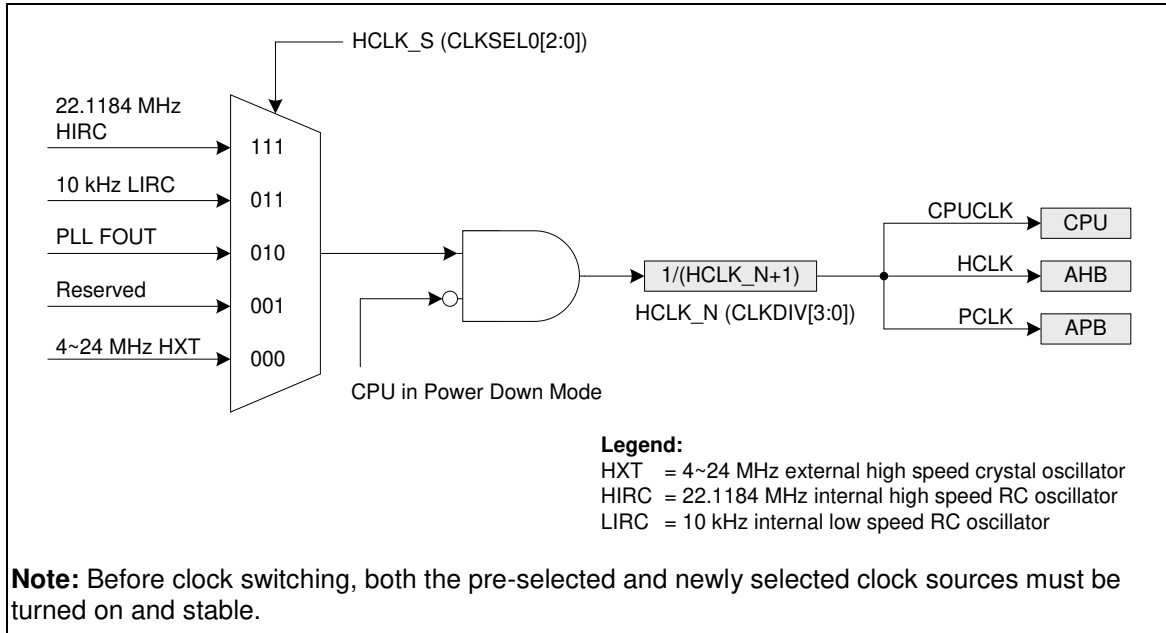 HCLK_S (CLKSEL0[2:0])
22.1184 MHz
HIRC
111
10 kHz LIRC
011
PLL FOUT
010
Reserved
001
4~24 MHz HXT
000
CPU in Power Down Mode
1/(HCLK_N+1)
HCLK_N (CLKDIV[3:0])
CPUCLK
CPU
HCLK
AHB
PCLK
APB
Legend:
HXT = 4~24 MHz external high speed crystal oscillator
HIRC = 22.1184 MHz internal high speed RC oscillator
LIRC = 10 kHz internal low speed RC oscillator
Note: Before clock switching, both the pre-selected and newly selected clock sources must be
turned on and stable.